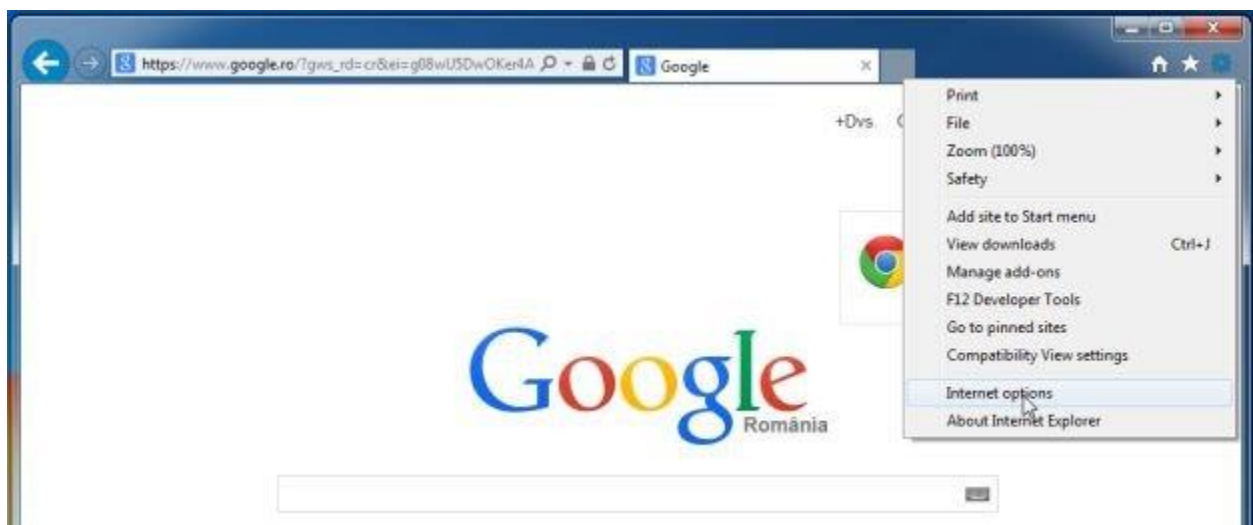 https://www.google.ro/?gws_rd=cr&ei=g08wU5DwOKer4A
Google
+Dvs.
Print
File
Zoom (100%)
Safety
Add site to Start menu
View downloads Ctrl+J
Manage add-ons
F12 Developer Tools
Go to pinned sites
Compatibility View settings
Internet options
About Internet Explorer
Google
România